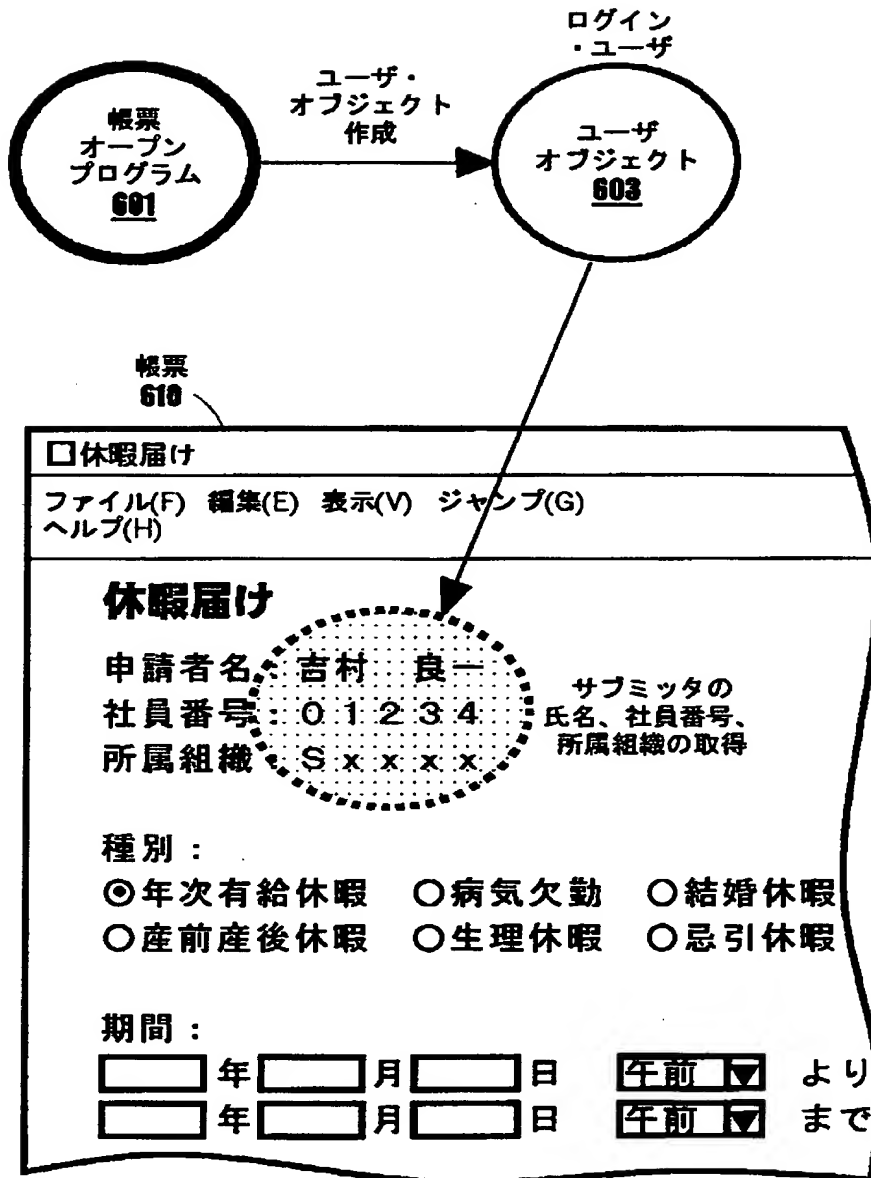 ログイン
・ユーザ
ユーザ・
オブジェクト
作成
帳票
オープン
プログラム
601
ユーザ
オブジェクト
603
帳票
610
休暇届け
ファイル(F) 編集(E) 表示(V) ジャンプ(G)
ヘルプ(H)
休暇届け
申請者名：吉村 良一
社員番号：01234
所属組織：Sxxxx
サブミッタの
氏名、社員番号、
所属組織の取得
種別：
◉年次有給休暇 ○病気欠勤 ○結婚休暇
○産前産後休暇 ○生理休暇 ○忌引休暇
期間：
年 月 日 午前 ▼ より
年 月 日 午前 ▼ まで